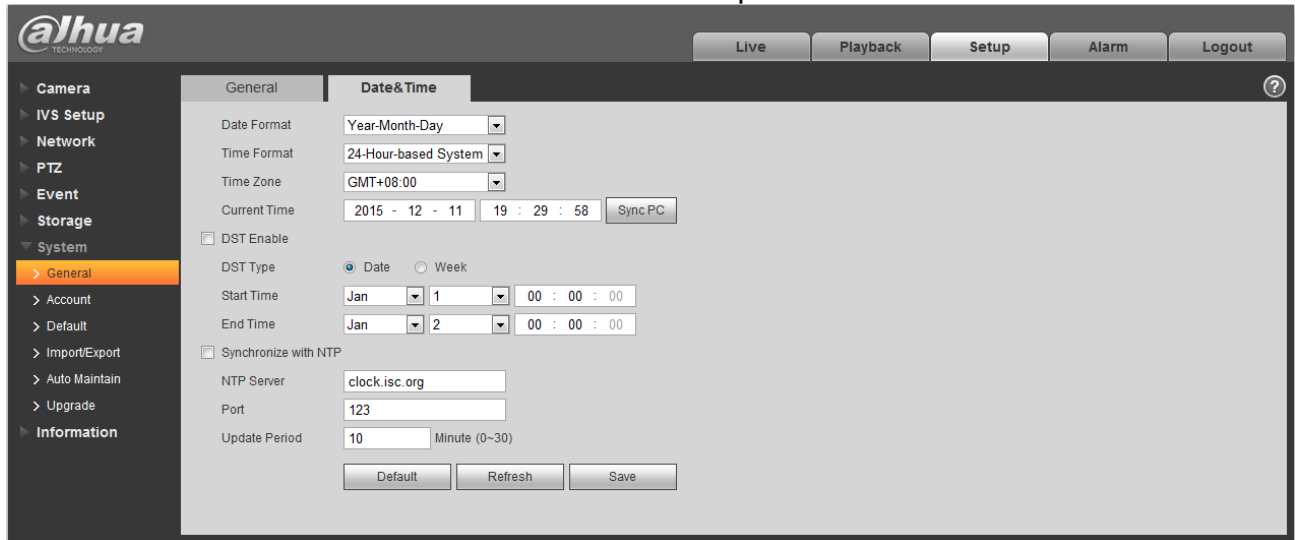 alhua
TECHNOLOGY
Live Playback Setup Alarm Logout
Camera
IVS Setup
Network
PTZ
Event
Storage
System
General
Account
Default
Import/Export
Auto Maintain
Upgrade
Information
General Date&Time ?
Date Format Year-Month-Day
Time Format 24-Hour-based System
Time Zone GMT+08:00
Current Time 2015 - 12 - 11 19 : 29 : 58 Sync PC
DST Enable
DST Type Date Week
Start Time Jan 1 00 : 00 : 00
End Time Jan 2 00 : 00 : 00
Synchronize with NTP
NTP Server clock.isc.org
Port 123
Update Period 10 Minute (0~30)
Default Refresh Save